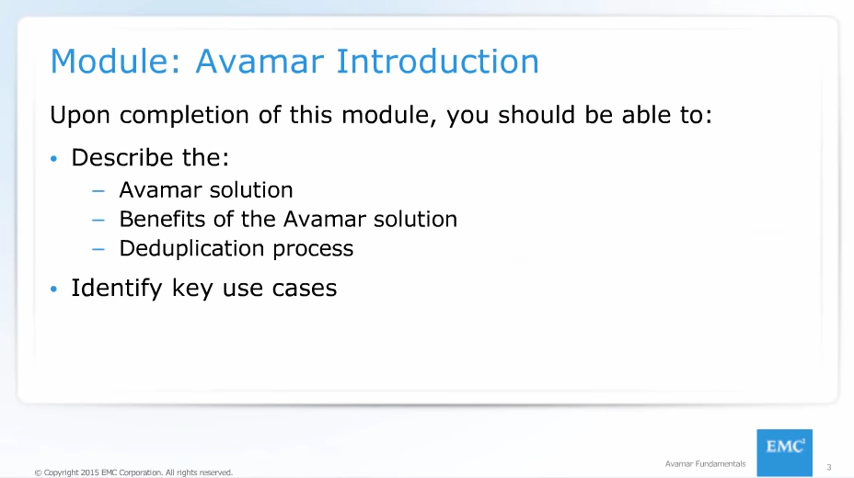 Module: Avamar Introduction
Upon completion of this module, you should be able to:
• Describe the:
– Avamar solution
– Benefits of the Avamar solution
– Deduplication process
• Identify key use cases
© Copyright 2015 EMC Corporation. All rights reserved.
Avamar Fundamentals
EMC²
3